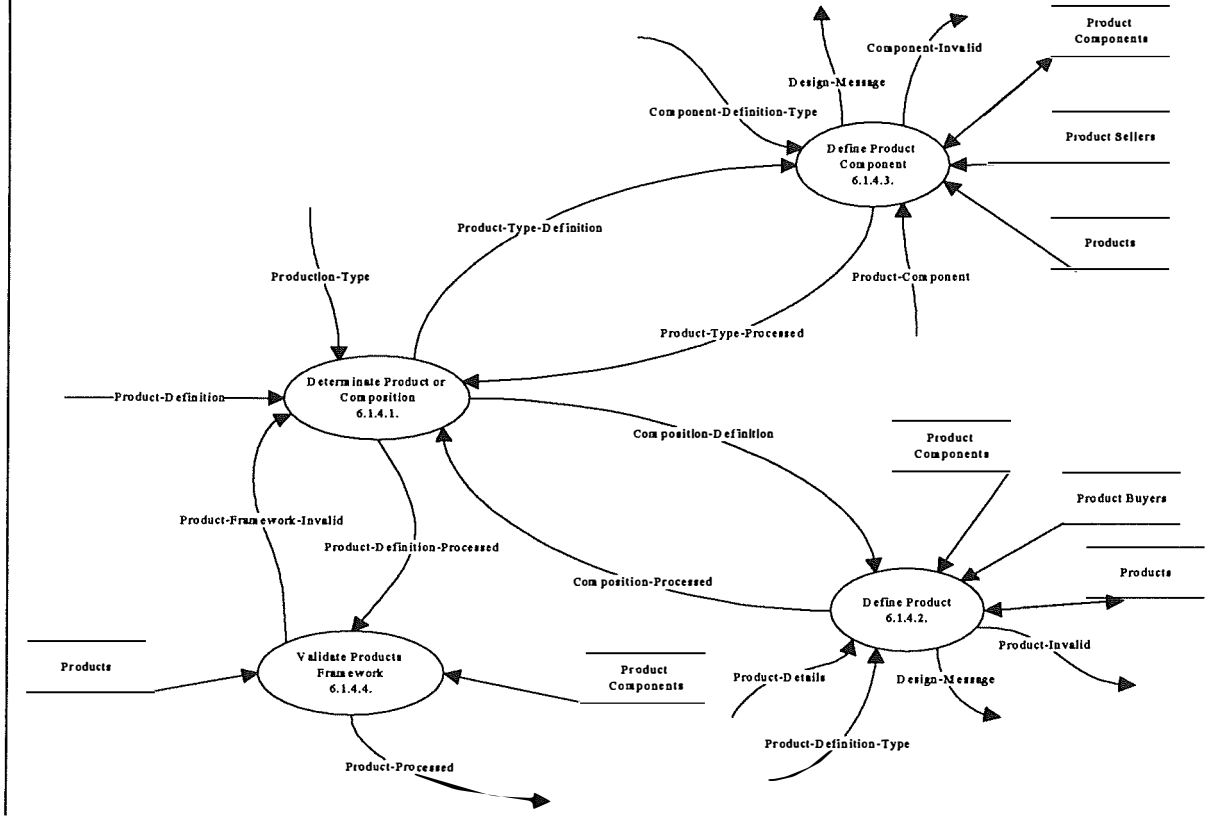 Product
Components
Component-Invalid
Design-Message
Component-Definition-Type
Product Sellers
Define Product
Component
6.1.4.3.
Product-Type-Definition
Products
Production-Type
Product-Component
Product-Type-Processed
Determinate Product or
Composition
6.1.4.1.
Product-Definition
Composition-Definition
Product
Components
Product Buyers
Product-Framework-Invalid
Product-Definition-Processed
Products
Composition-Processed
Define Product
6.1.4.2.
Product-Invalid
Products
Validate Products
Framework
6.1.4.4.
Product
Components
Product-Details
Design-Message
Product-Definition-Type
Product-Processed